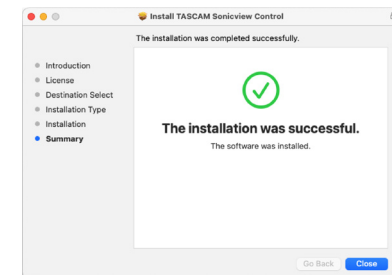 Install TASCAM Sonicview Control
The installation was completed successfully.
Introduction
License
Destination Select
Installation Type
Installation
Summary
The installation was successful.
The software was installed.
Go Back
Close